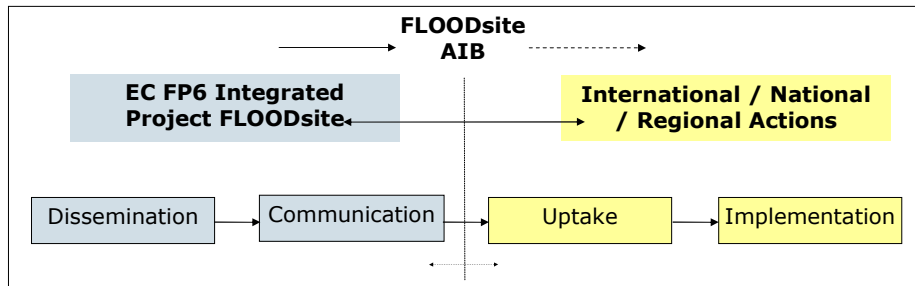 FLOODsite
AIB
EC FP6 Integrated
Project FLOODsite
International / National
/ Regional Actions
Dissemination
Communication
Uptake
Implementation